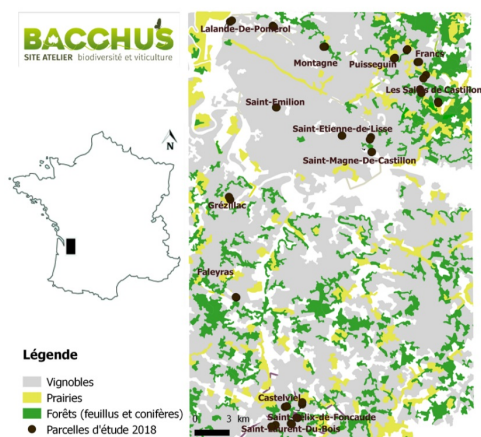 BACCHUS
SITE ATELIER biodiversité et viticulture
N
Légende
Vignobles
Prairies
Forêts (feuillus et conifères)
Parcelles d'étude 2018
Lalande-De-Pomerol
Montagne
Puisseguin
Francs
Les Salles de Castillon
Saint-Emilion
Saint-Etienne-de-Lisse
Saint-Magne-De-Castillon
Grézillac
Faleyras
Castelviel
Saint-Félix-de-Foncaude
Saint-Laurent-Du-Bois
0 3 km